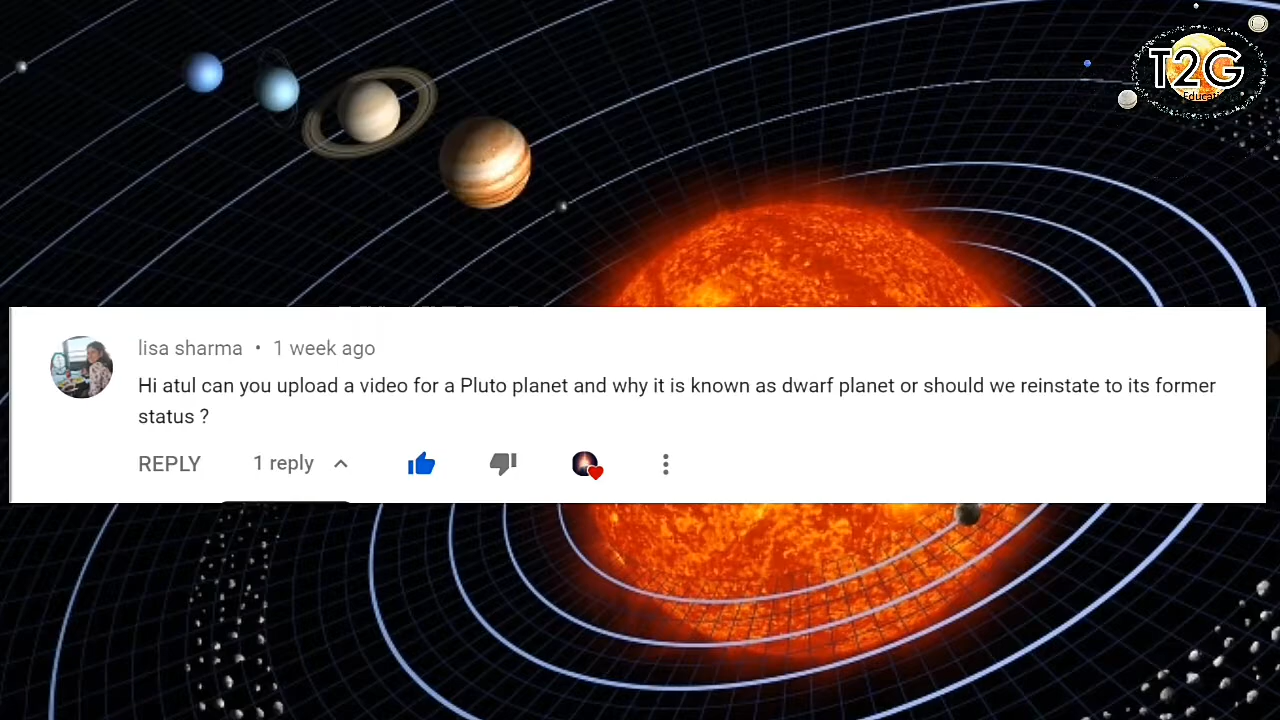 T2G
Educati
lisa sharma • 1 week ago
Hi atul can you upload a video for a Pluto planet and why it is known as dwarf planet or should we reinstate to its former
status ?
REPLY 1 reply